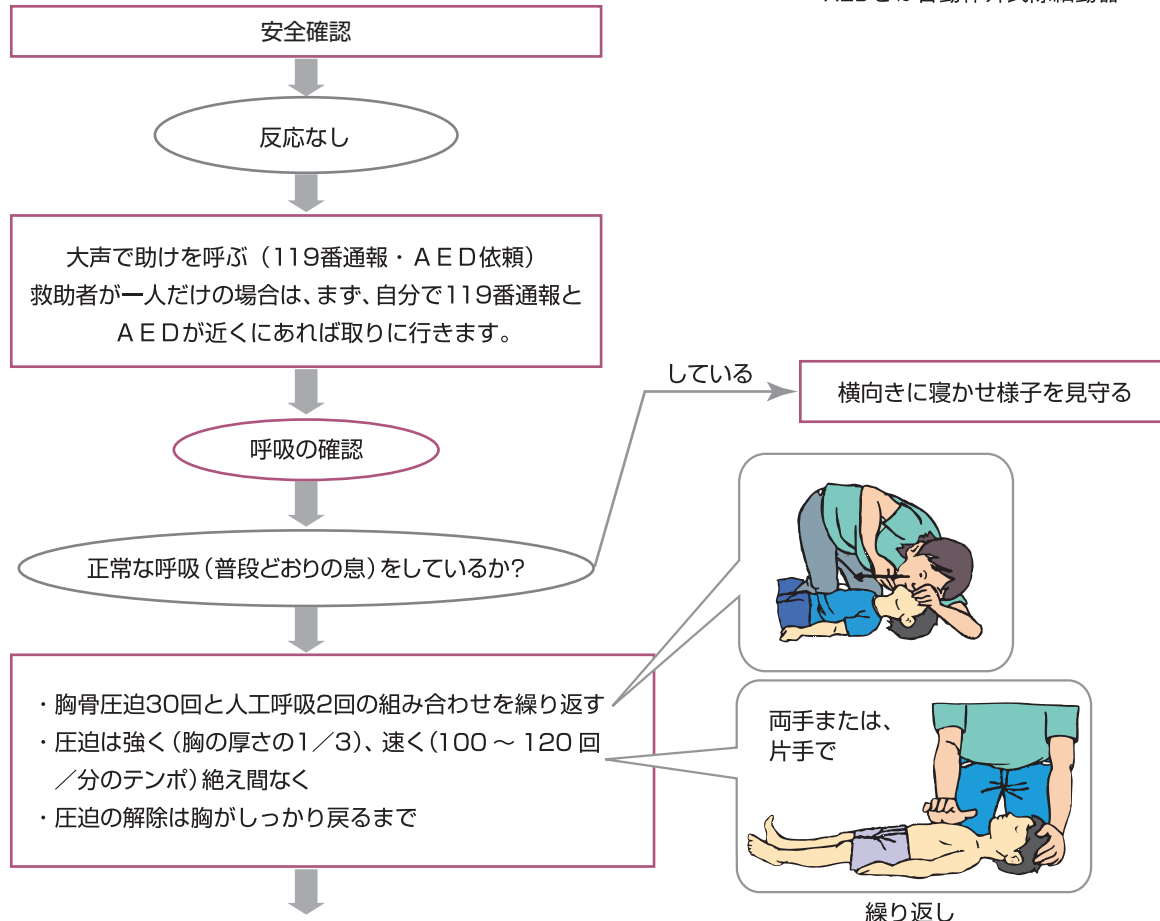 安全確認
反応なし
大声で助けを呼ぶ（119番通報・ＡＥＤ依頼）
救助者が一人だけの場合は、まず、自分で119番通報と
ＡＥＤが近くにあれば取りに行きます。
呼吸の確認
正常な呼吸（普段どおりの息）をしているか？
している
横向きに寝かせ様子を見守る
・胸骨圧迫30回と人工呼吸2回の組み合わせを繰り返す
・圧迫は強く（胸の厚さの1／3）、速く（100 ～ 120 回
／分のテンポ）絶え間なく
・圧迫の解除は胸がしっかり戻るまで
両手または、
片手で
繰り返し